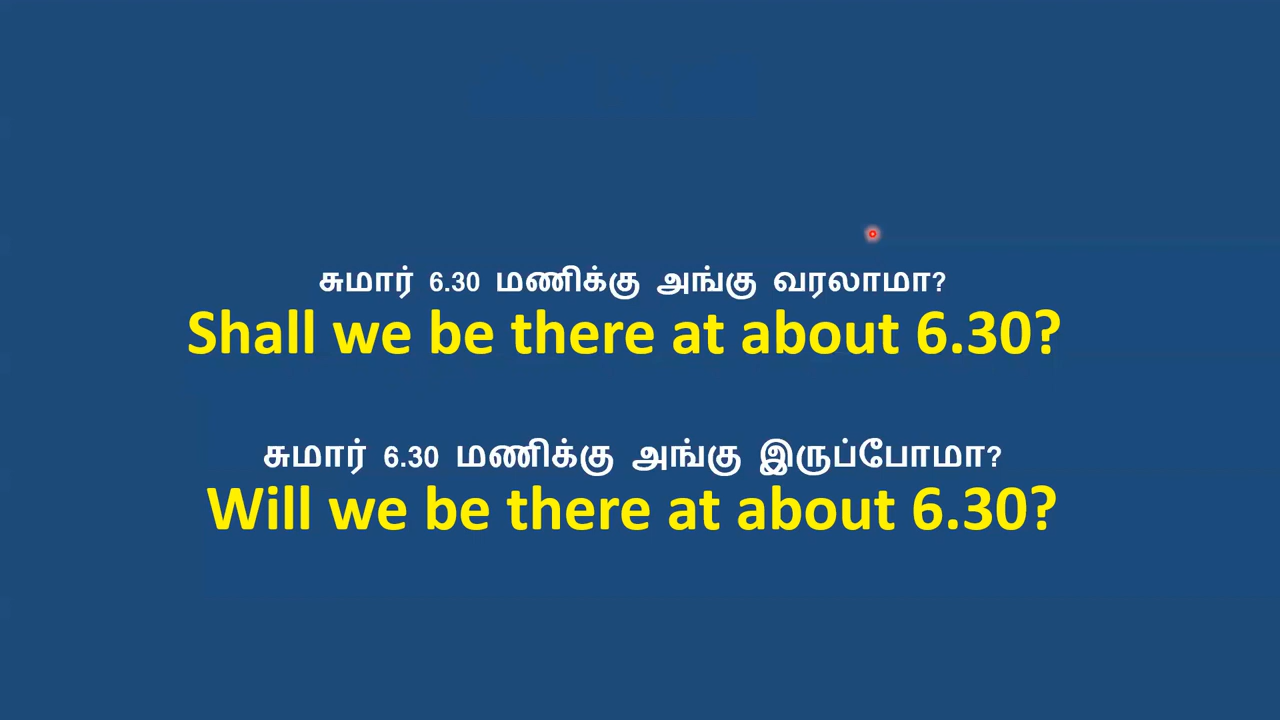 சுமார் 6.30 மணிக்கு அங்கு வரலாமா?
Shall we be there at about 6.30?
சுமார் 6.30 மணிக்கு அங்கு இருப்போமா?
Will we be there at about 6.30?